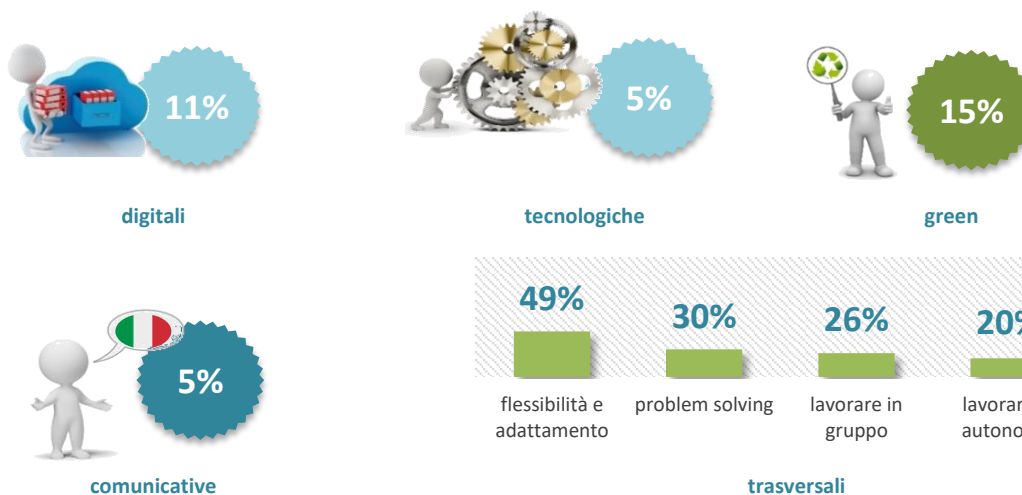 11%
5%
15%
digitali
tecnologiche
green
5%
49%
30%
26%
flessibilità e
adattamento
problem solving
lavorare in
gruppo
comunicative
trasversali